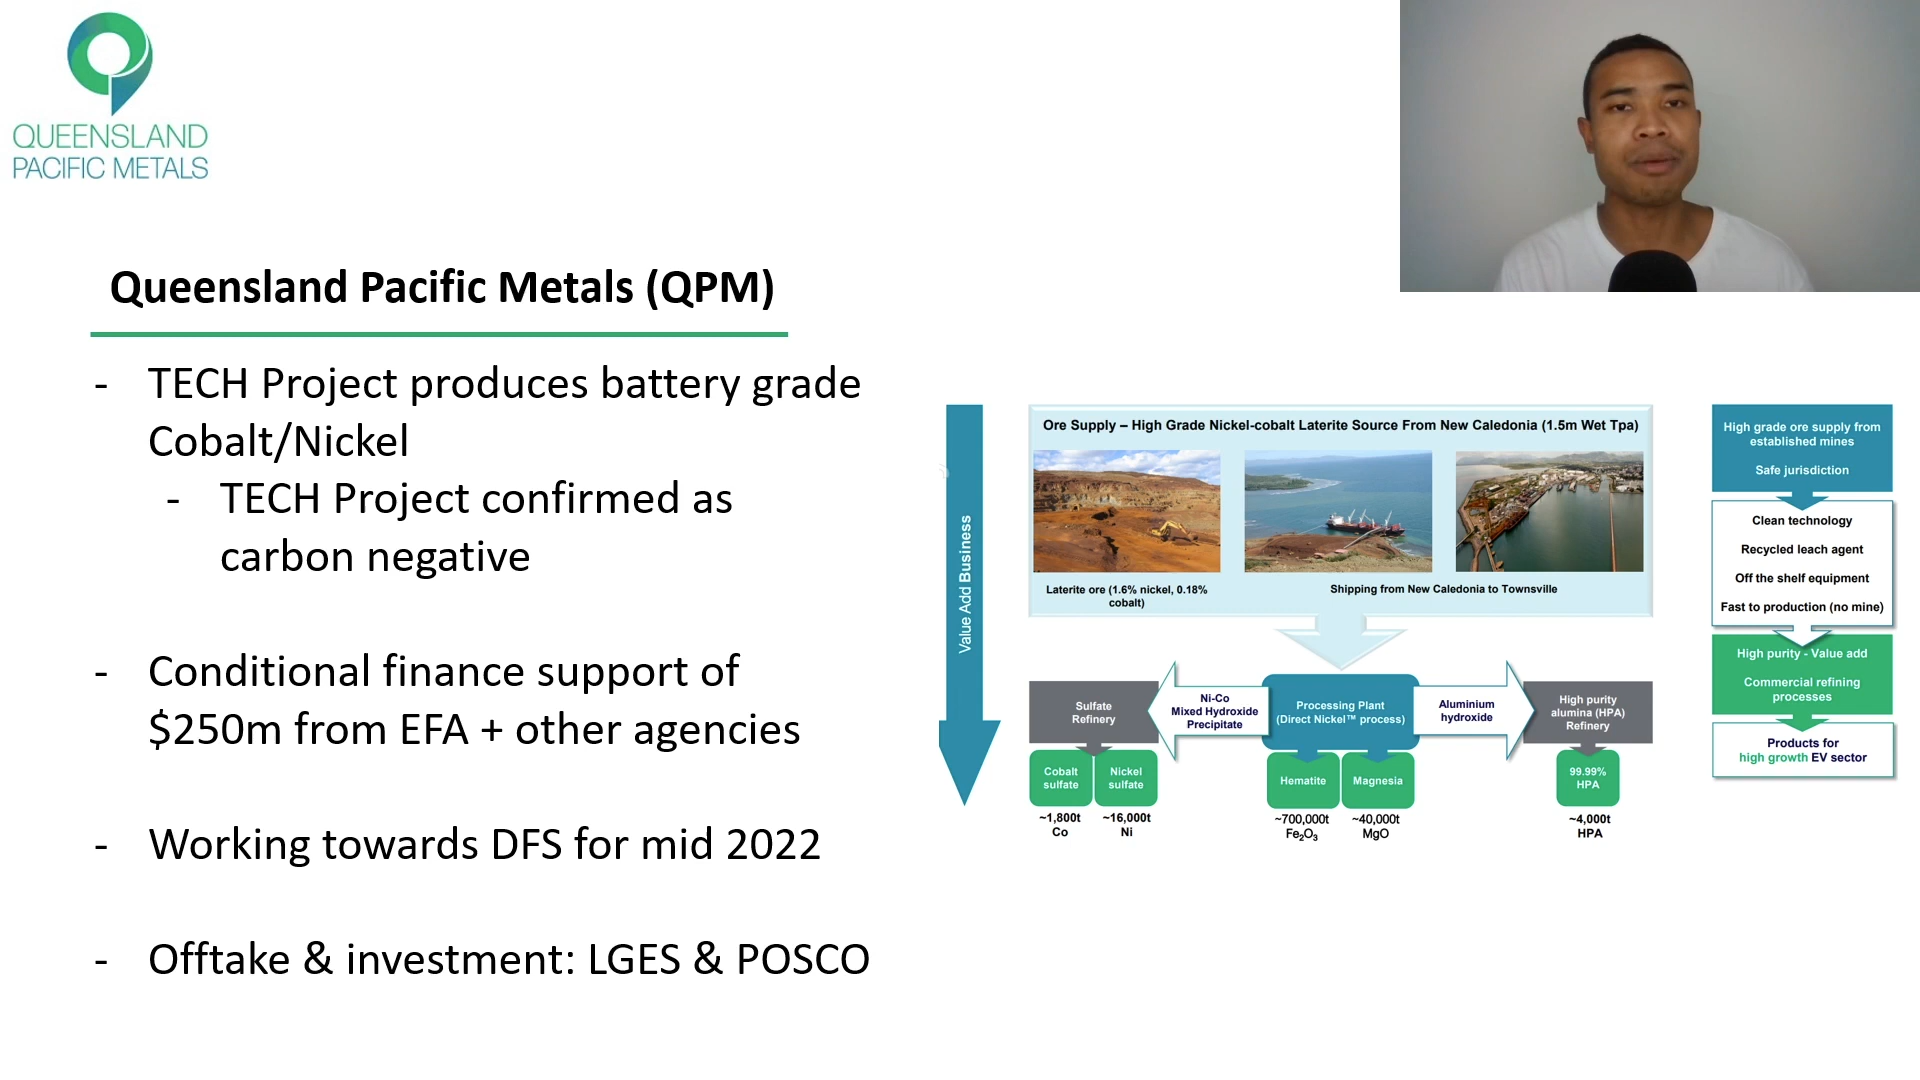 QUEENSLAND
PACIFIC METALS
Queensland Pacific Metals (QPM)
- TECH Project produces battery grade
Cobalt/Nickel
- TECH Project confirmed as
carbon negative
- Conditional finance support of
$250m from EFA + other agencies
- Working towards DFS for mid 2022
- Offtake & investment: LGES & POSCO
Value Add Business
Ore Supply – High Grade Nickel-cobalt Laterite Source From New Caledonia (1.5m Wet Tpa)
Laterite ore (1.6% nickel, 0.18%
cobalt)
Shipping from New Caledonia to Townsville
Sulfate
Refinery
Ni-Co
Mixed Hydroxide
Precipitate
Processing Plant
(Direct Nickel™ process)
Aluminium
hydroxide
High purity
alumina (HPA)
Refinery
Cobalt
sulfate
Nickel
sulfate
Hematite
Magnesia
99.99%
HPA
~1,800t
Co
~16,000t
Ni
~700,000t
Fe₂O₃
~40,000t
MgO
~4,000t
HPA
High grade ore supply from
established mines
Safe jurisdiction
Clean technology
Recycled leach agent
Off the shelf equipment
Fast to production (no mine)
High purity - Value add
Commercial refining
processes
Products for
high growth EV sector